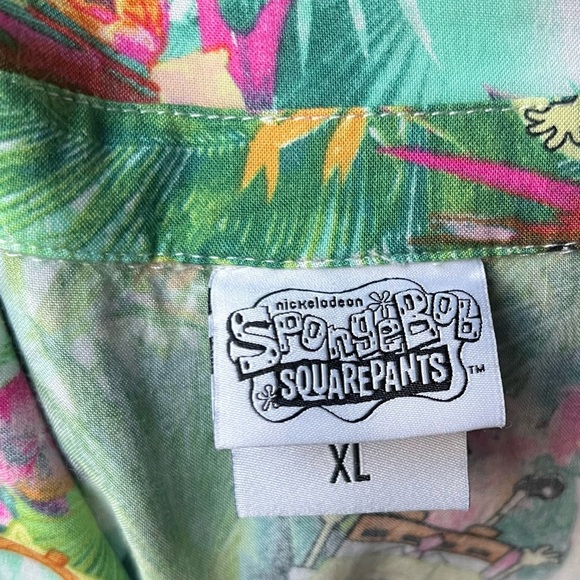 nickelodeon
SpongeBob
SQUAREPANTS ™
XL